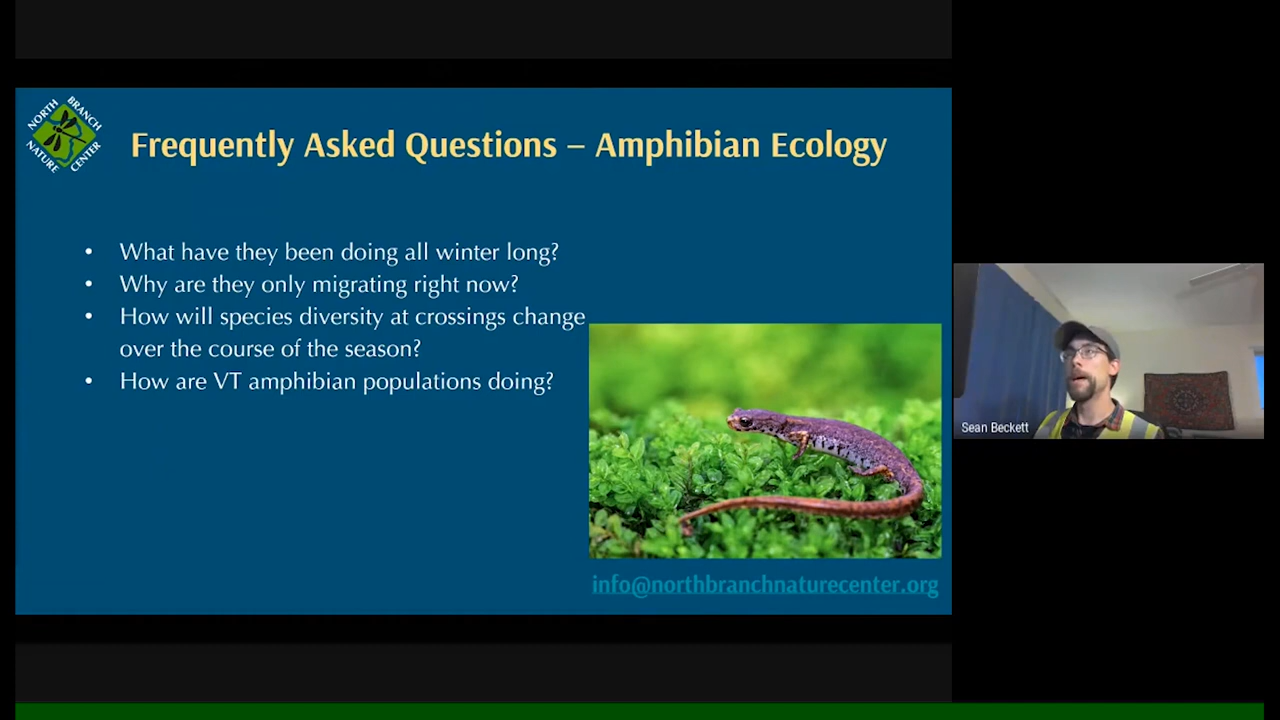 NORTH BRANCH
NATURE CENTER
Frequently Asked Questions – Amphibian Ecology
• What have they been doing all winter long?
• Why are they only migrating right now?
• How will species diversity at crossings change
over the course of the season?
• How are VT amphibian populations doing?
info@northbranchnaturecenter.org
Sean Beckett